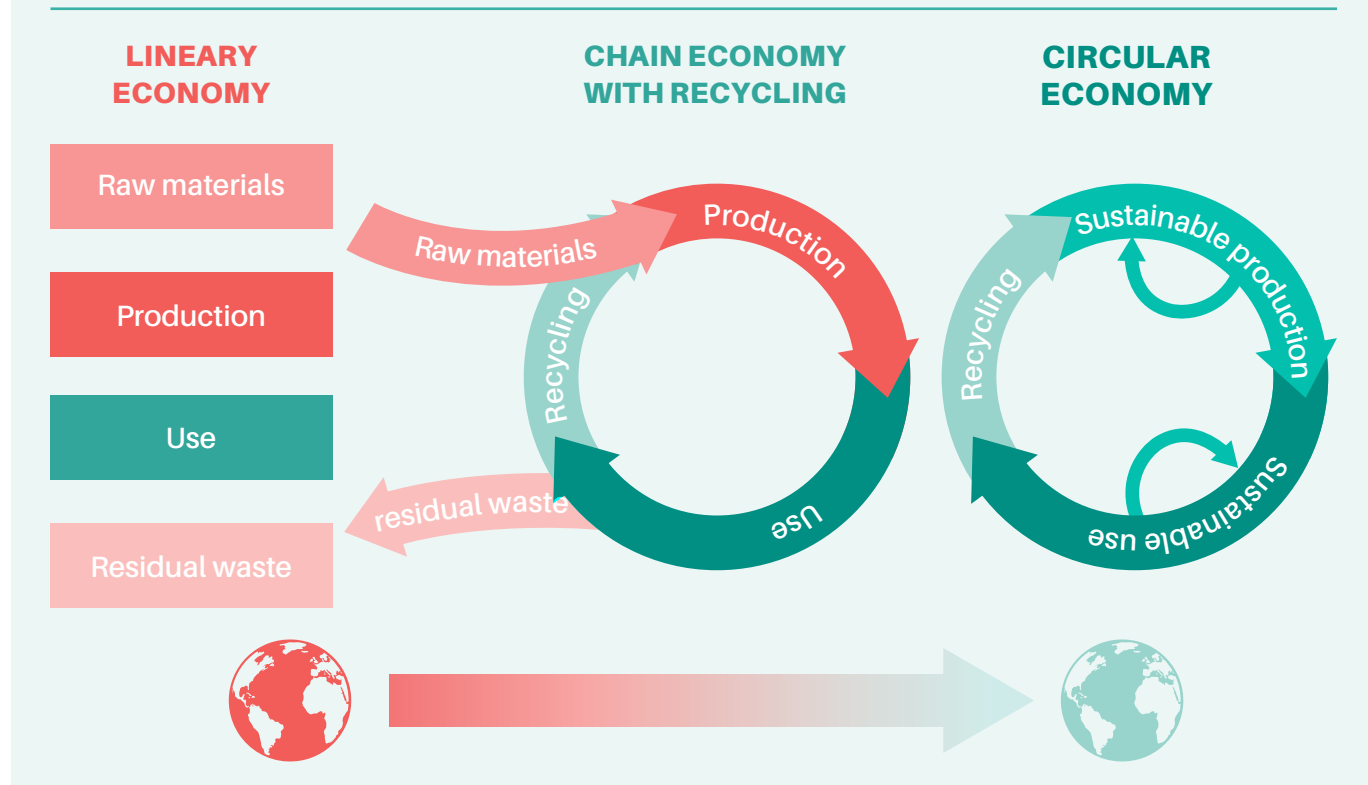 LINEARY
ECONOMY
Raw materials
Production
Use
Residual waste
CHAIN ECONOMY
WITH RECYCLING
Raw materials
Production
Recycling
residual waste
Use
CIRCULAR
ECONOMY
Sustainable production
Recycling
Sustainable use